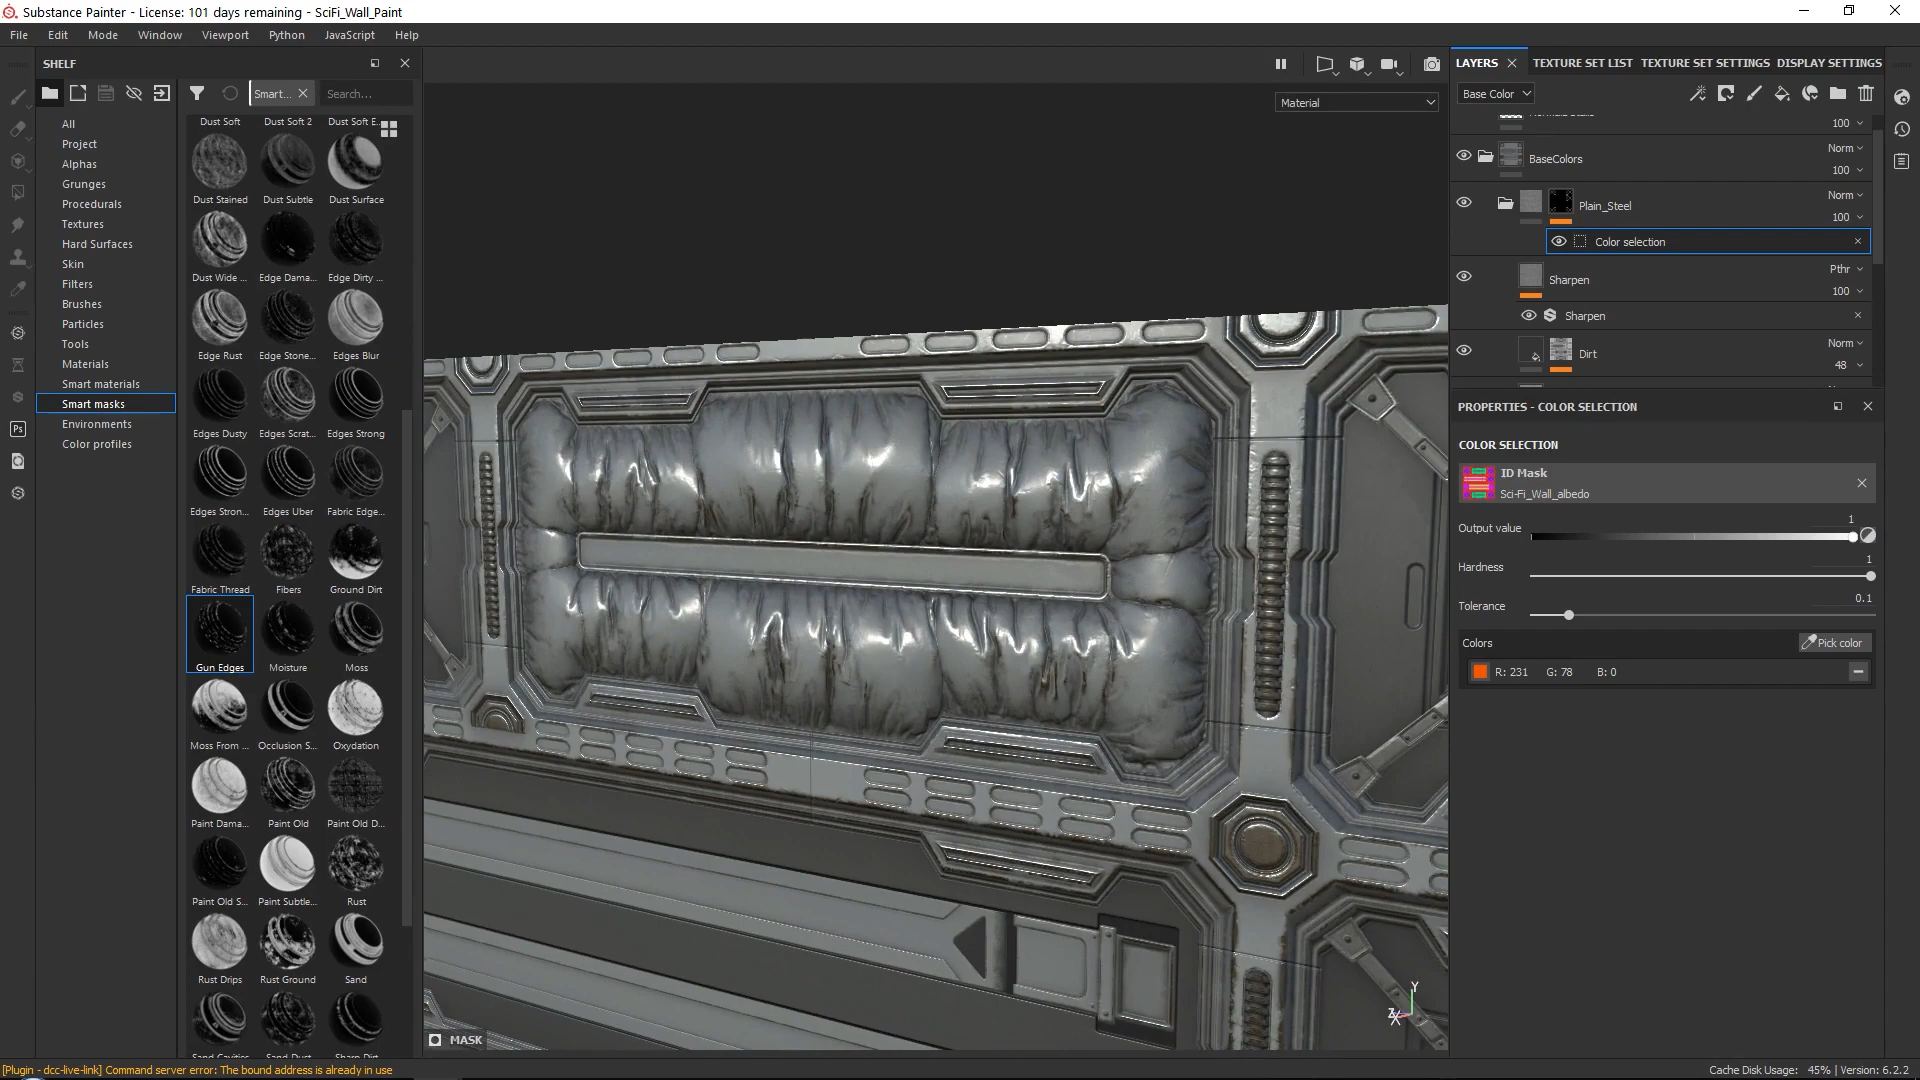 Substance Painter - License: 101 days remaining - SciFi_Wall_Paint
File Edit Mode Window Viewport Python JavaScript Help
SHELF
Smart...
Search...
All
Project
Alphas
Grunges
Procedurals
Textures
Hard Surfaces
Skin
Filters
Brushes
Particles
Tools
Materials
Smart materials
Smart masks
Environments
Color profiles
Ps
Dust Soft Dust Soft 2 Dust Soft E...
Dust Stained Dust Subtle Dust Surface
Dust Wide ... Edge Dama... Edge Dirty ...
Edge Rust Edge Stone... Edges Blur
Edges Dusty Edges Scrat... Edges Strong
Edges Stron... Edges Uber Fabric Edge...
Fabric Thread Fibers Ground Dirt
Gun Edges Moisture Moss
Moss From ... Occlusion S... Oxydation
Paint Dama... Paint Old Paint Old D...
Paint Old S... Paint Subtle... Rust
Rust Drips Rust Ground Sand
Sand Cavities Sand Dust Sharp Dirt
Material
Y
Z
X
MASK
LAYERS TEXTURE SET LIST TEXTURE SET SETTINGS DISPLAY SETTINGS
Base Color
100
BaseColors
Norm
100
Plain_Steel
Norm
100
Color selection
Sharpen
Pthr
100
Sharpen
Dirt
Norm
48
PROPERTIES - COLOR SELECTION
COLOR SELECTION
ID Mask
Sci-Fi_Wall_albedo
Output value 1
Hardness 1
Tolerance 0.1
Colors Pick color
R: 231 G: 78 B: 0
[Plugin - dcc-live-link] Command server error: The bound address is already in use
Cache Disk Usage: 45% | Version: 6.2.2